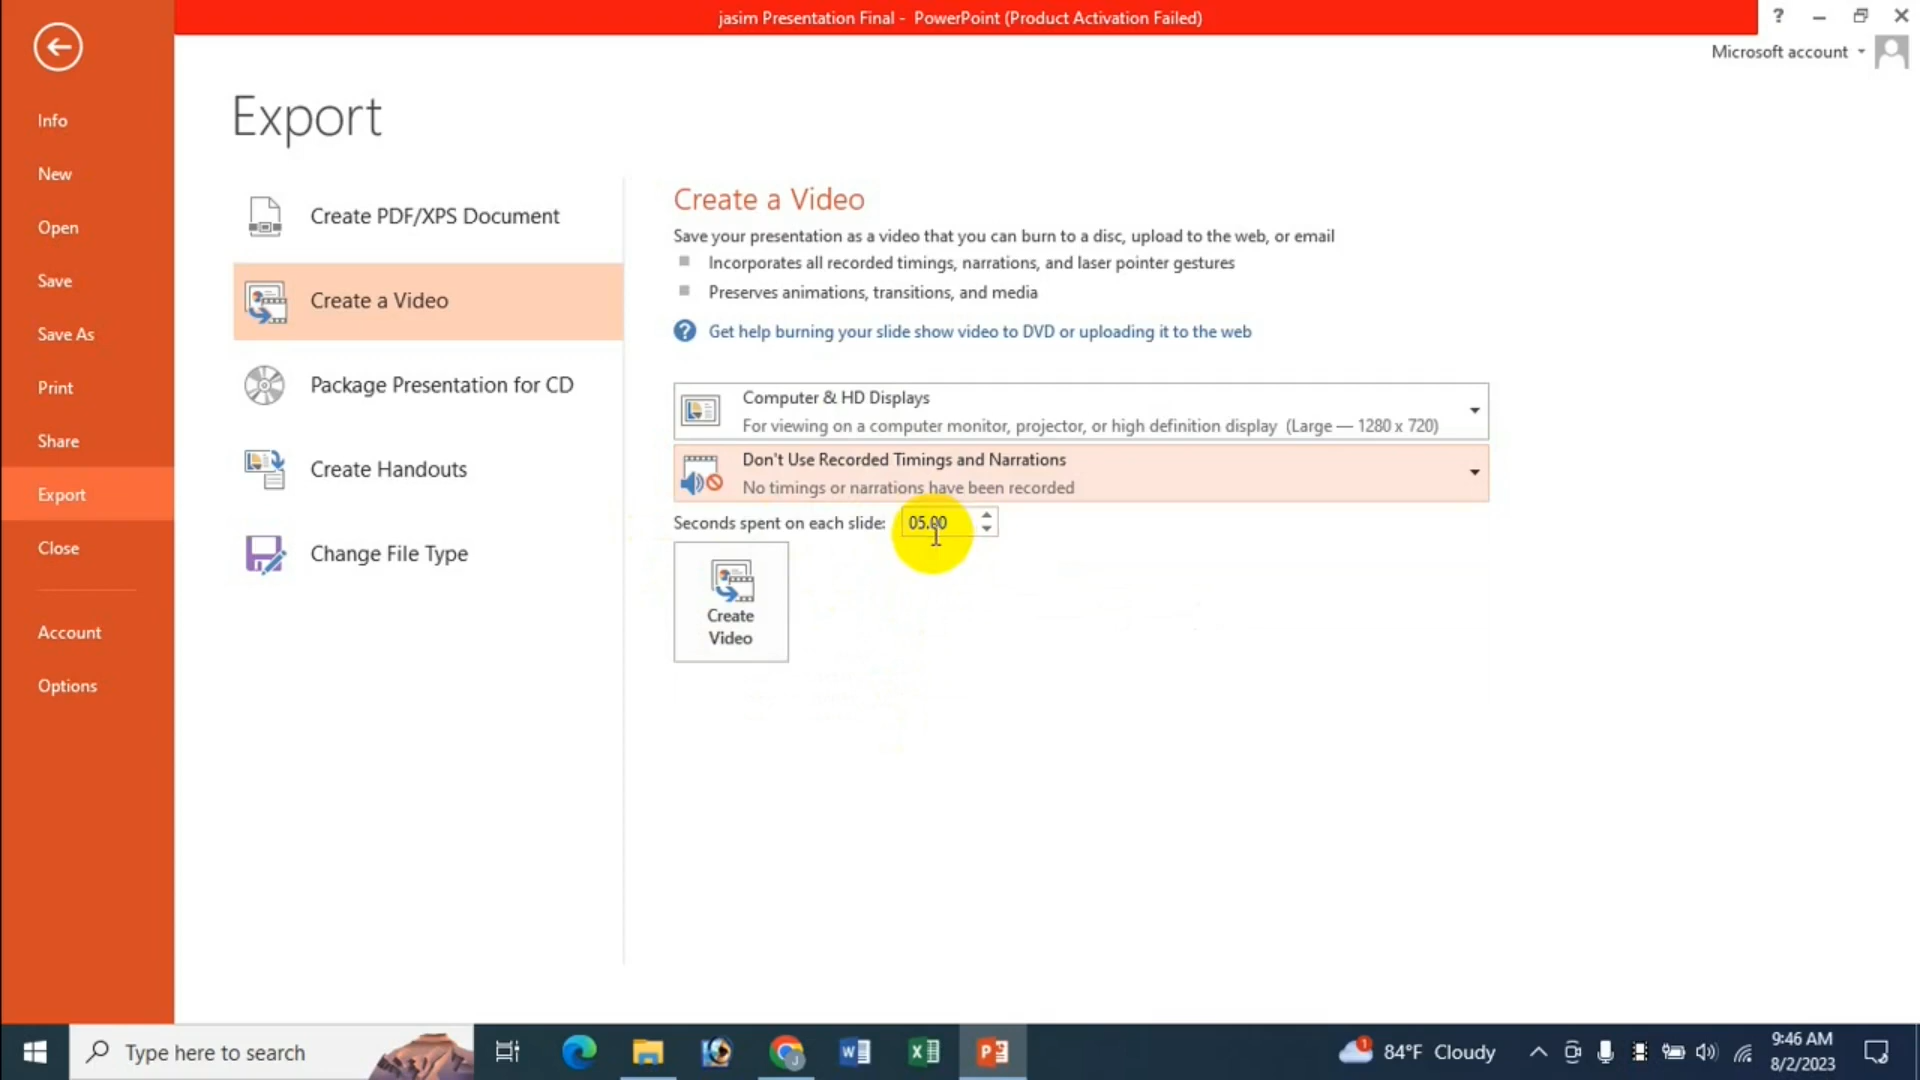 jasim Presentation Final - PowerPoint (Product Activation Failed)
?
Microsoft account
Info
New
Open
Save
Save As
Print
Share
Export
Close
Account
Options
Export
Create PDF/XPS Document
Create a Video
Package Presentation for CD
Create Handouts
Change File Type
Create a Video
Save your presentation as a video that you can burn to a disc, upload to the web, or email
Incorporates all recorded timings, narrations, and laser pointer gestures
Preserves animations, transitions, and media
? Get help burning your slide show video to DVD or uploading it to the web
Computer & HD Displays
For viewing on a computer monitor, projector, or high definition display (Large — 1280 x 720)
Don't Use Recorded Timings and Narrations
No timings or narrations have been recorded
Seconds spent on each slide: 05.00
Create
Video
Type here to search
1
84°F Cloudy
9:46 AM
8/2/2023